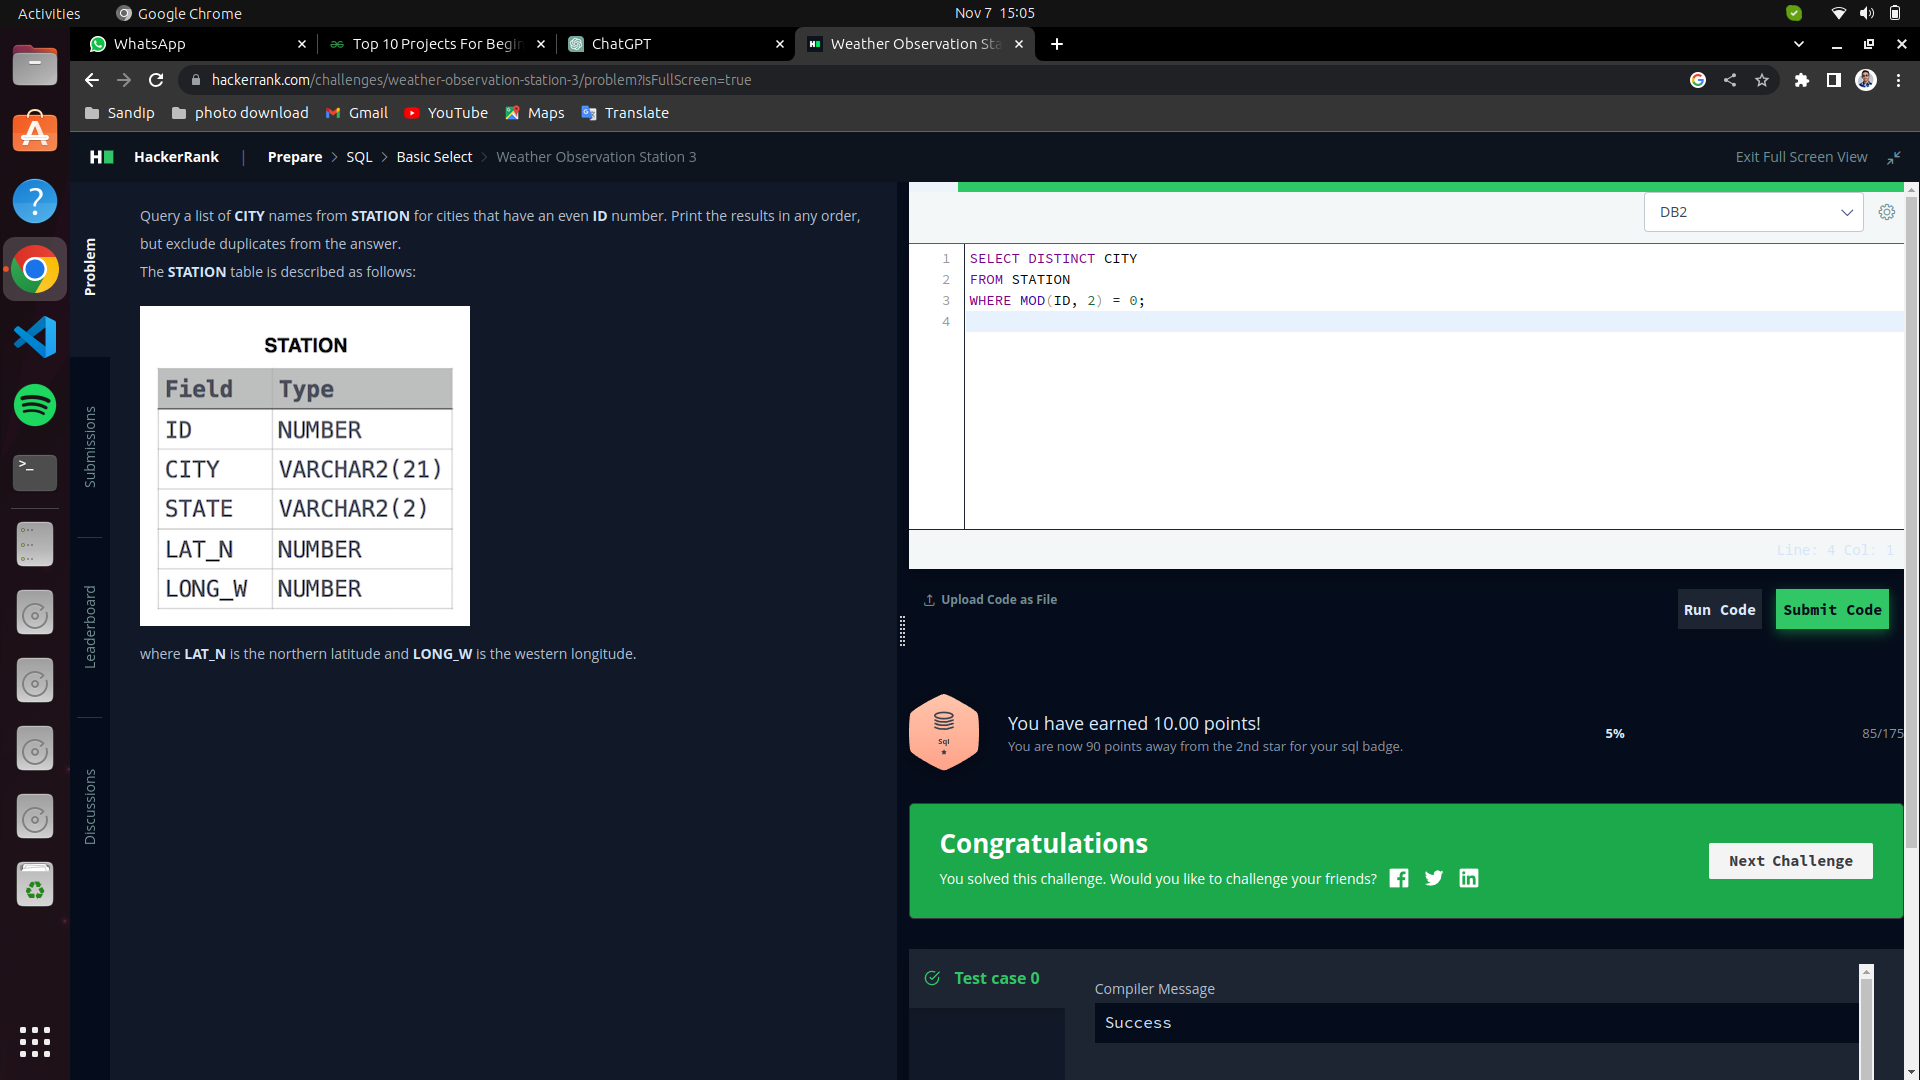 Activities
Google Chrome
Nov 7 15:05
WhatsApp
Top 10 Projects For Begin
ChatGPT
Weather Observation Sta
hackerrank.com/challenges/weather-observation-station-3/problem?isFullScreen=true
Sandip
photo download
Gmail
YouTube
Maps
Translate
HackerRank
Prepare > SQL > Basic Select > Weather Observation Station 3
Exit Full Screen View
Problem
Submissions
Leaderboard
Discussions
Query a list of CITY names from STATION for cities that have an even ID number. Print the results in any order,
but exclude duplicates from the answer.
The STATION table is described as follows:
STATION
Field Type
ID NUMBER
CITY VARCHAR2(21)
STATE VARCHAR2(2)
LAT_N NUMBER
LONG_W NUMBER
where LAT_N is the northern latitude and LONG_W is the western longitude.
DB2
1 SELECT DISTINCT CITY
2 FROM STATION
3 WHERE MOD(ID, 2) = 0;
4
Line: 4 Col: 1
Upload Code as File
Run Code
Submit Code
Sql
You have earned 10.00 points!
You are now 90 points away from the 2nd star for your sql badge.
5%
85/175
Congratulations
You solved this challenge. Would you like to challenge your friends?
Next Challenge
Test case 0
Compiler Message
Success